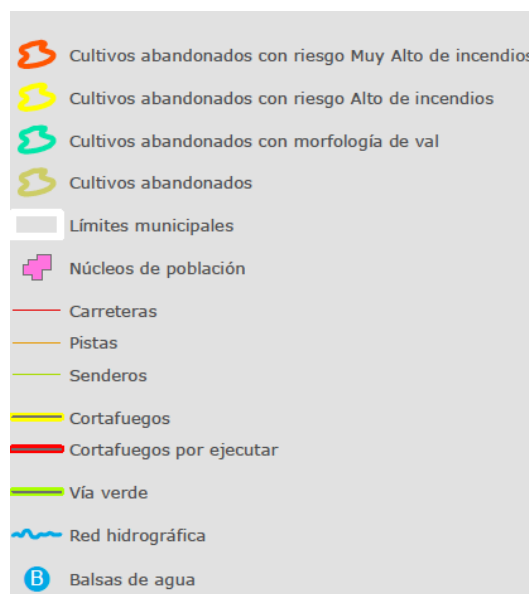 Cultivos abandonados con riesgo Muy Alto de incendios
Cultivos abandonados con riesgo Alto de incendios
Cultivos abandonados con morfología de val
Cultivos abandonados
Límites municipales
Núcleos de población
Carreteras
Pistas
Senderos
Cortafuegos
Cortafuegos por ejecutar
Vía verde
Red hidrográfica
B Balsas de agua